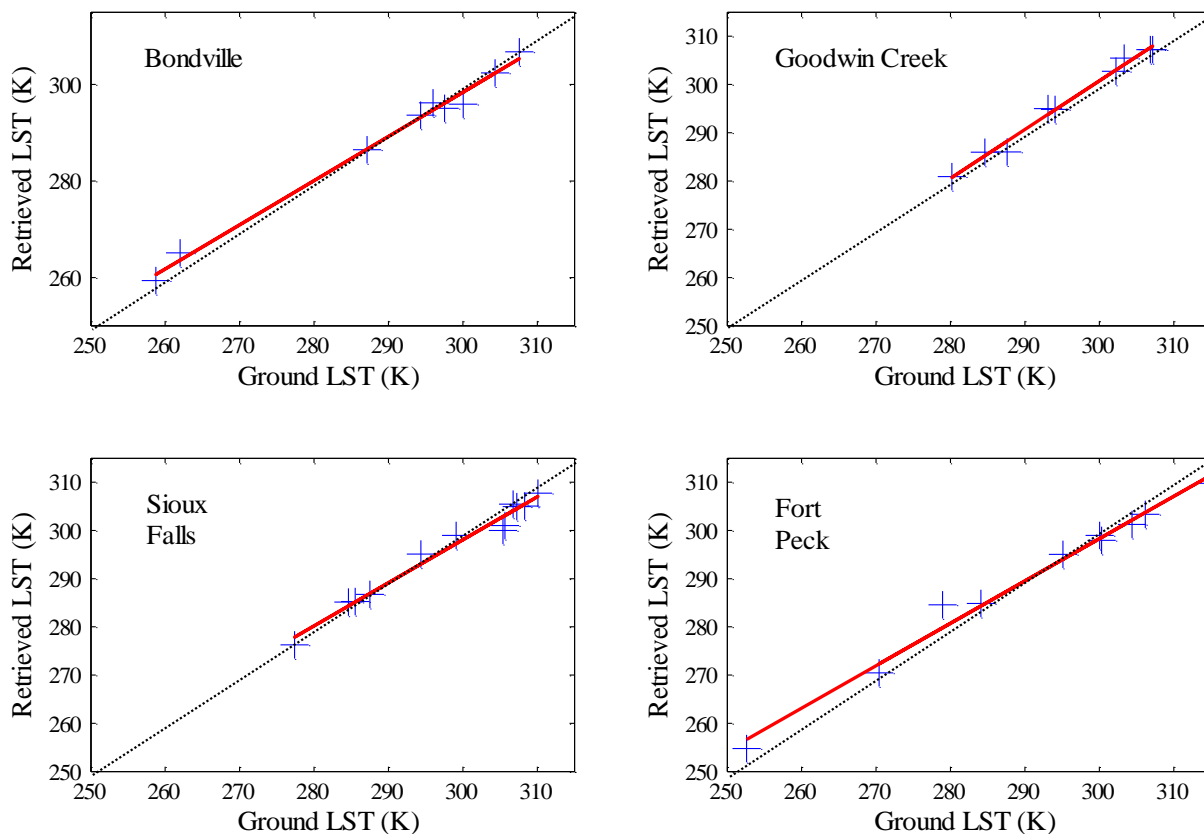 Bondville
Retrieved LST (K)
300
280
260
250 260 270 280 290 300 310
Ground LST (K)
Goodwin Creek
Retrieved LST (K)
310
300
290
280
270
260
250
250 260 270 280 290 300 310
Ground LST (K)
Sioux
Falls
Retrieved LST (K)
310
300
290
280
270
260
250
250 260 270 280 290 300 310
Ground LST (K)
Fort
Peck
Retrieved LST (K)
310
300
290
280
270
260
250
250 260 270 280 290 300 310
Ground LST (K)